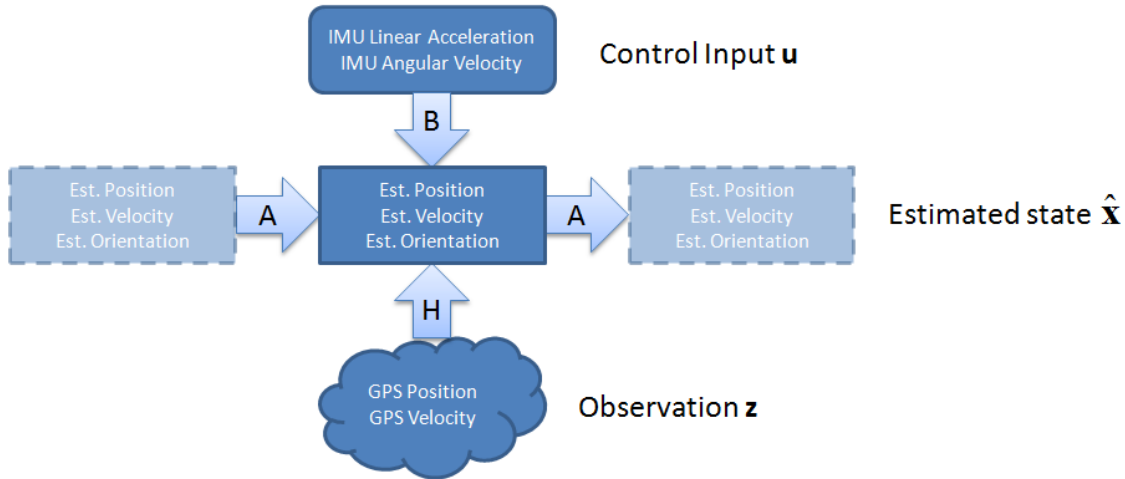 IMU Linear Acceleration
IMU Angular Velocity
Control Input u
B
Est. Position
Est. Velocity
Est. Orientation
A
Est. Position
Est. Velocity
Est. Orientation
A
Est. Position
Est. Velocity
Est. Orientation
Estimated state x̂
H
GPS Position
GPS Velocity
Observation z